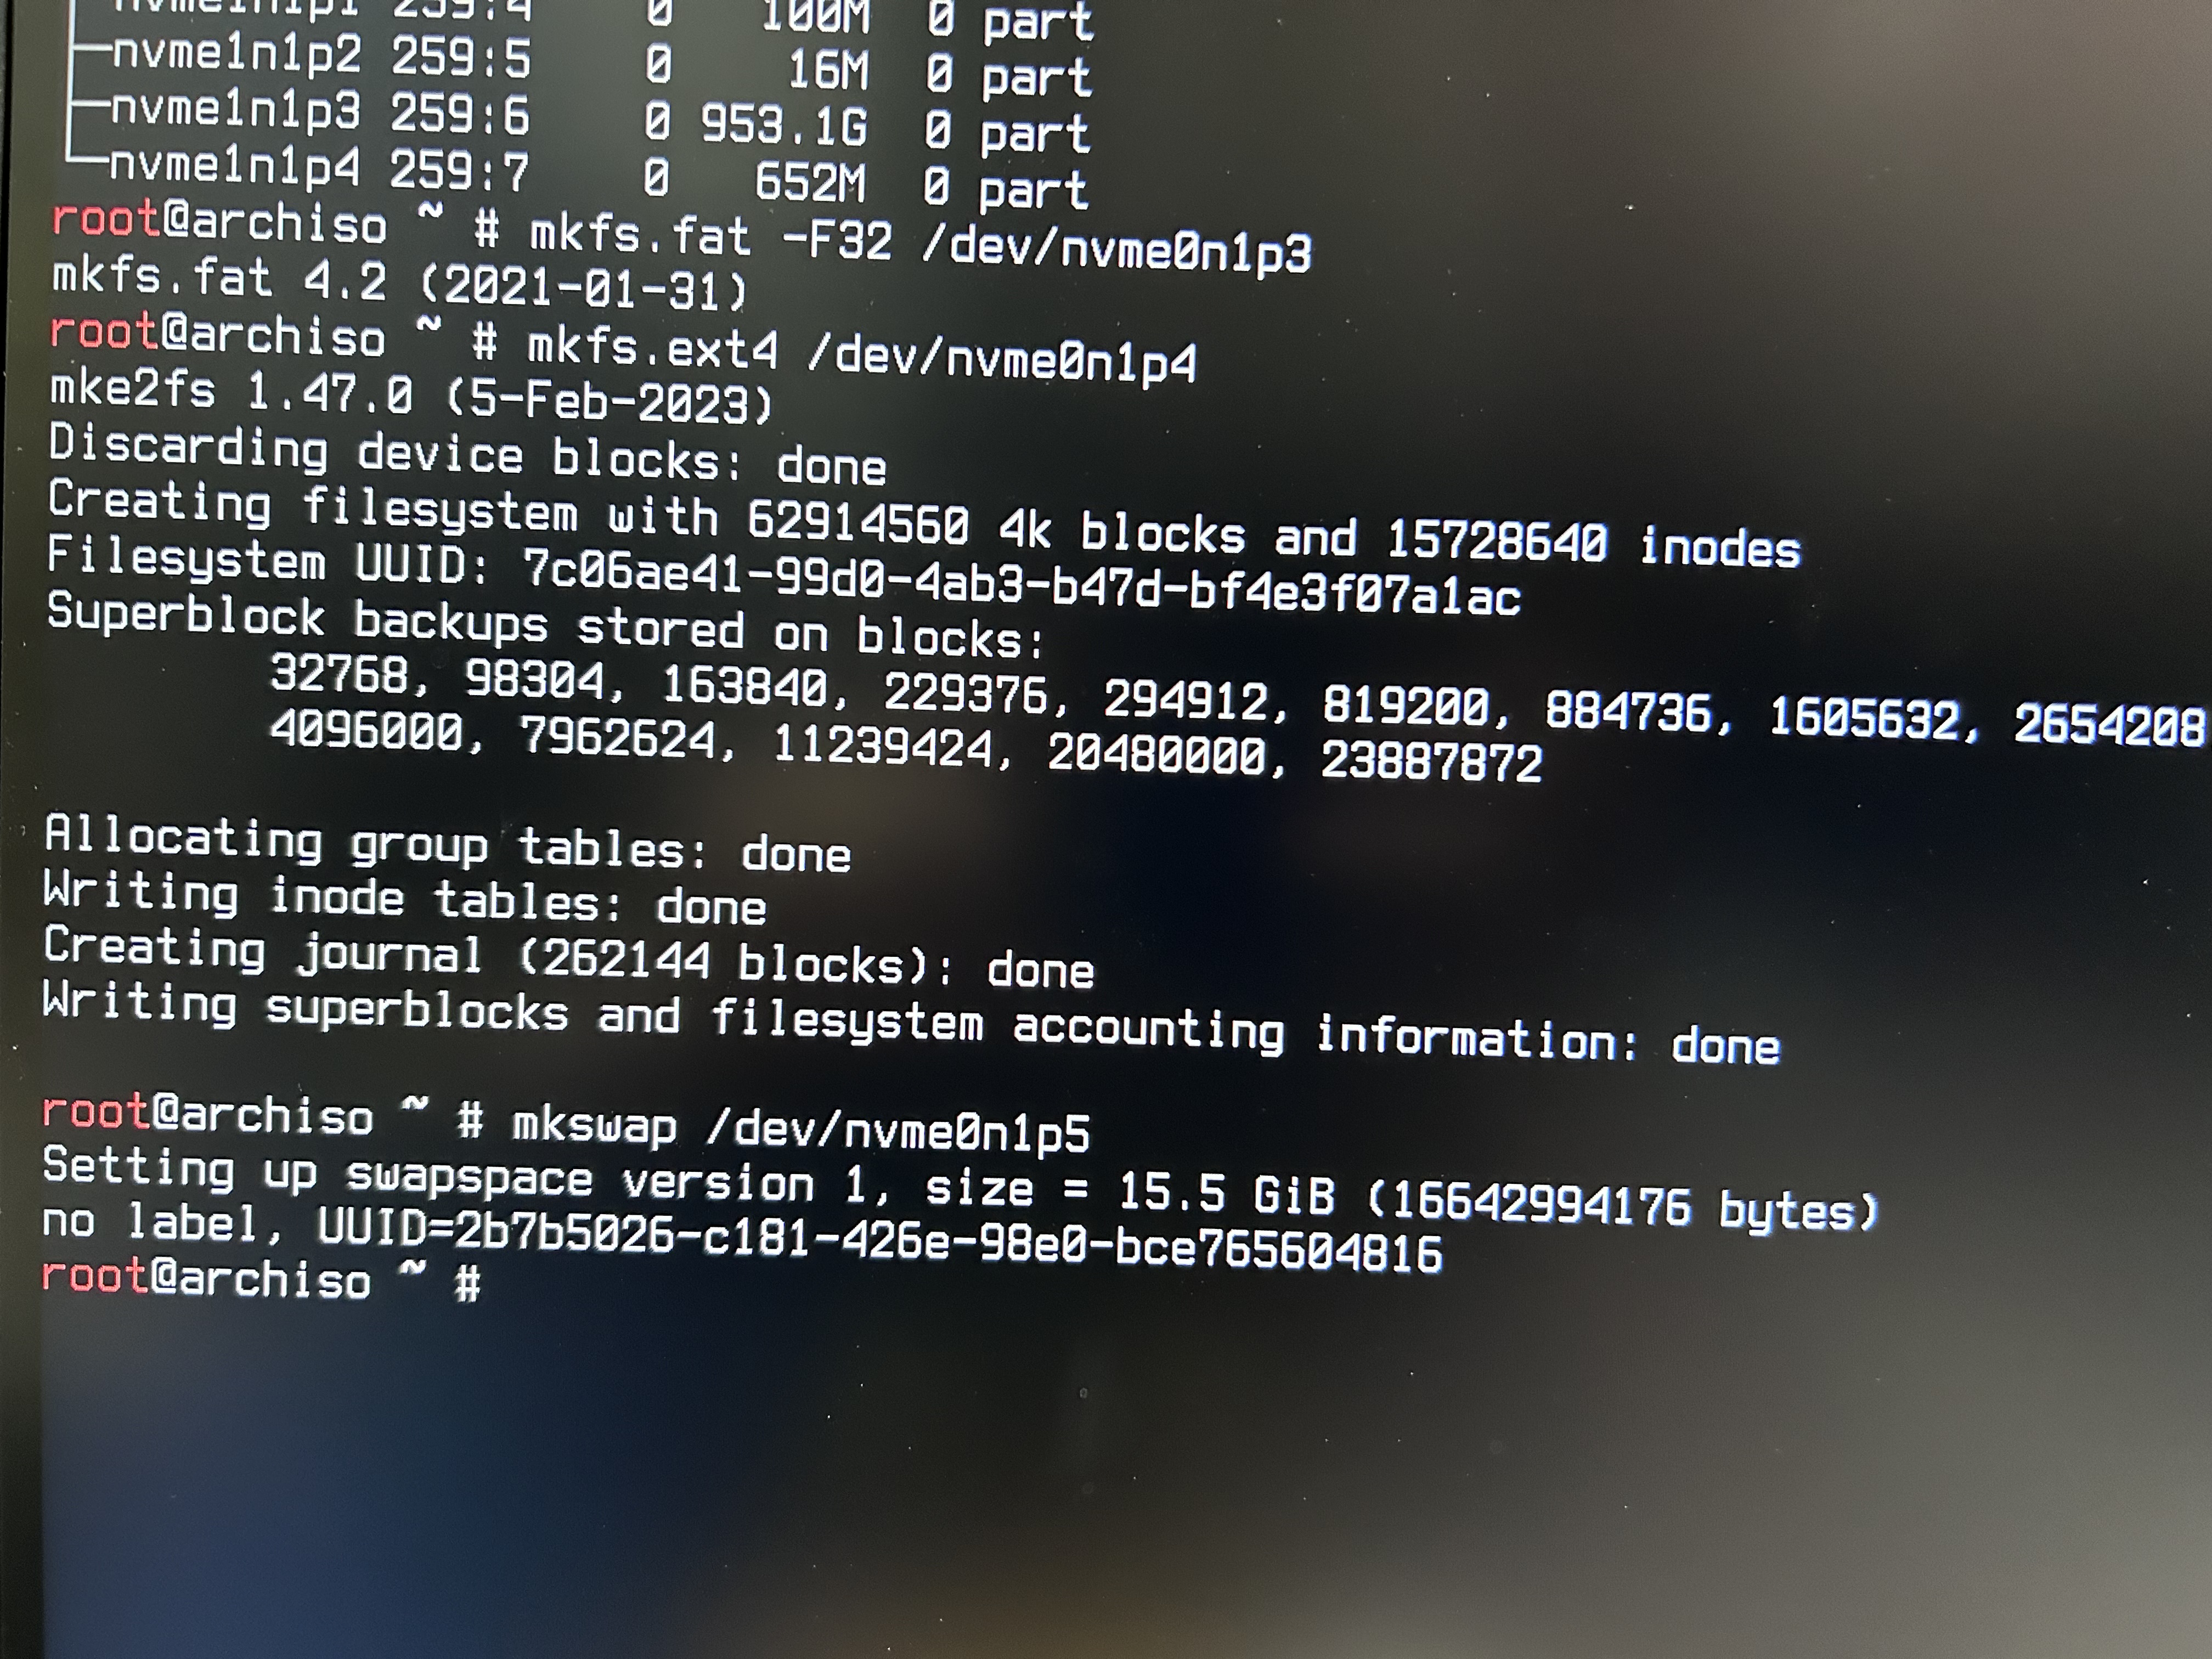 nvme1n1p1 259:4 0 100M 0 part
├─nvme1n1p2 259:5 0 16M 0 part
├─nvme1n1p3 259:6 0 953.1G 0 part
└─nvme1n1p4 259:7 0 652M 0 part
root@archiso ~ # mkfs.fat -F32 /dev/nvme0n1p3
mkfs.fat 4.2 (2021-01-31)
root@archiso ~ # mkfs.ext4 /dev/nvme0n1p4
mke2fs 1.47.0 (5-Feb-2023)
Discarding device blocks: done
Creating filesystem with 62914560 4k blocks and 15728640 inodes
Filesystem UUID: 7c06ae41-99d0-4ab3-b47d-bf4e3f07a1ac
Superblock backups stored on blocks:
32768, 98304, 163840, 229376, 294912, 819200, 884736, 1605632, 2654208
4096000, 7962624, 11239424, 20480000, 23887872
Allocating group tables: done
Writing inode tables: done
Creating journal (262144 blocks): done
Writing superblocks and filesystem accounting information: done
root@archiso ~ # mkswap /dev/nvme0n1p5
Setting up swapspace version 1, size = 15.5 GiB (16642994176 bytes)
no label, UUID=2b7b5026-c181-426e-98e0-bce765604816
root@archiso ~ #